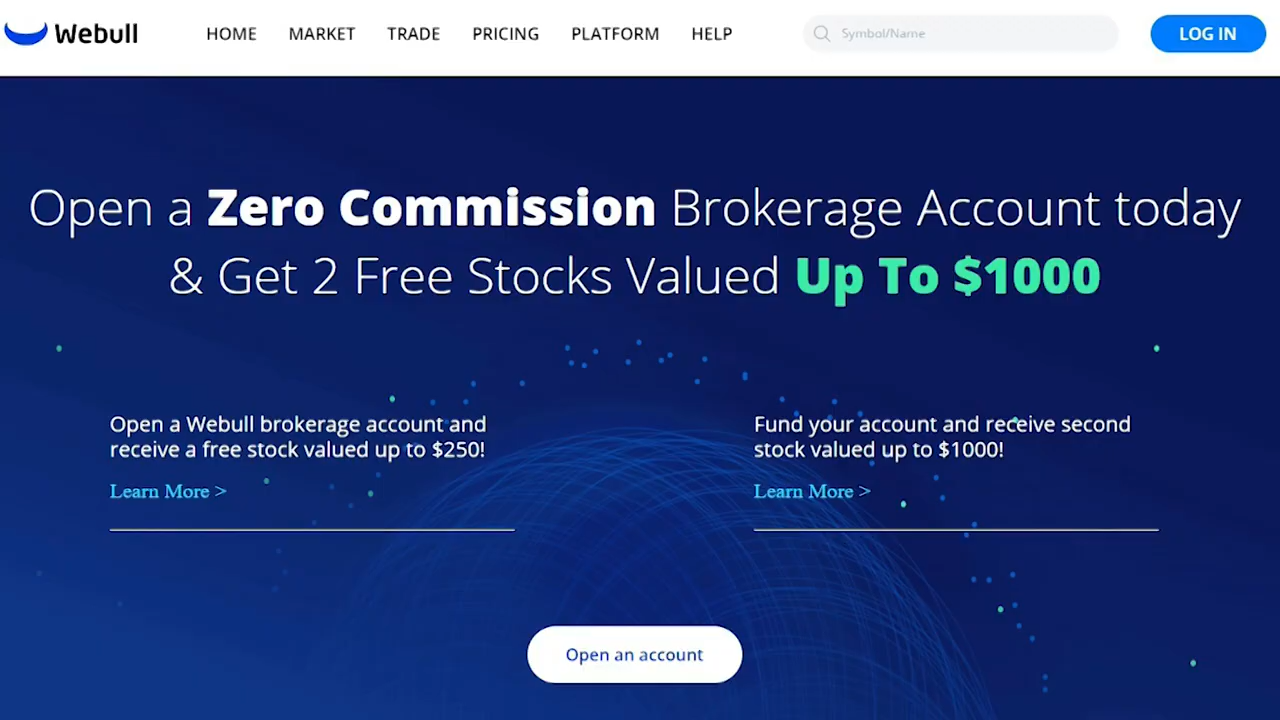 Webull
HOME MARKET TRADE PRICING PLATFORM HELP
Symbol/Name
LOG IN
Open a Zero Commission Brokerage Account today
& Get 2 Free Stocks Valued Up To $1000
Open a Webull brokerage account and
receive a free stock valued up to $250!
Learn More >
Fund your account and receive second
stock valued up to $1000!
Learn More >
Open an account